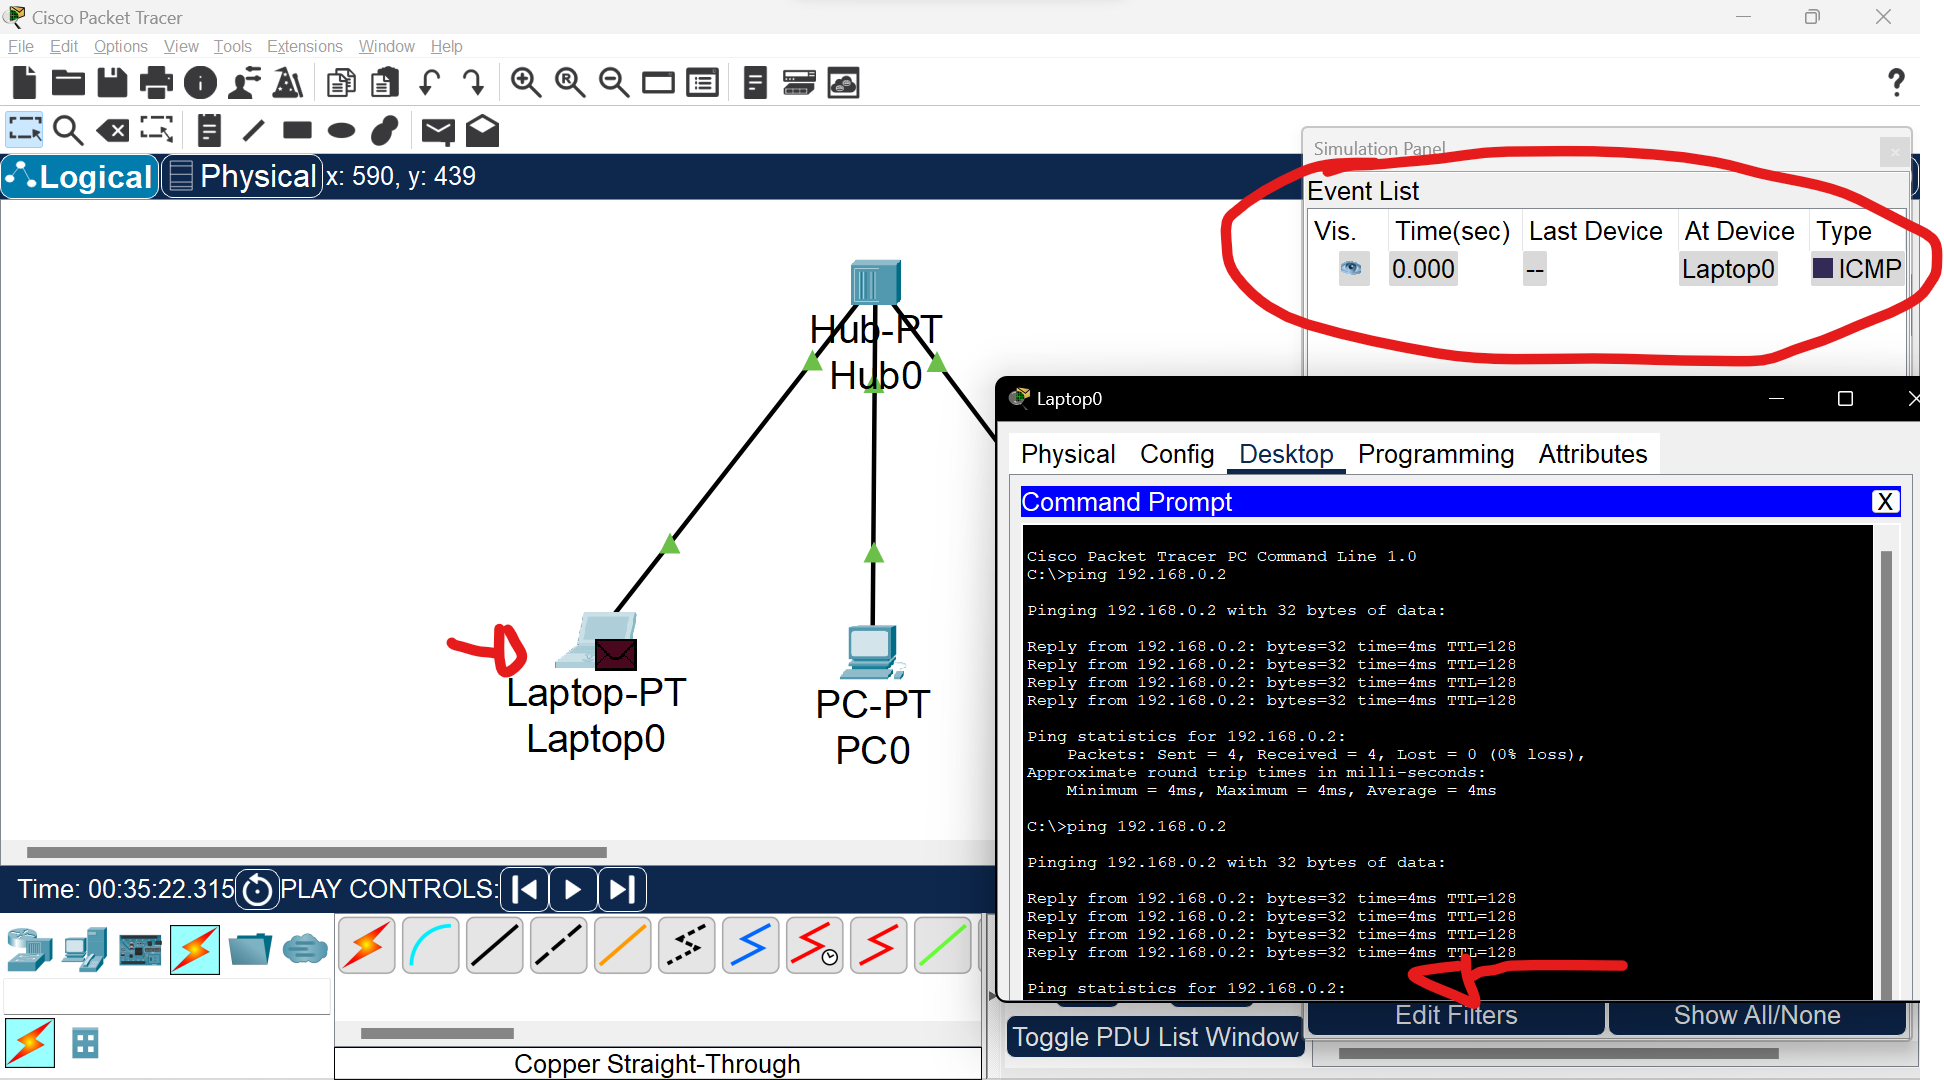 Cisco Packet Tracer
File Edit Options View Tools Extensions Window Help
Simulation Panel
Logical Physical x: 590, y: 439
Event List
Vis. Time(sec) Last Device At Device Type
0.000 -- Laptop0 ICMP
Hub-PT
Hub0
Laptop0
Physical Config Desktop Programming Attributes
Command Prompt X
Cisco Packet Tracer PC Command Line 1.0
C:\>ping 192.168.0.2
Pinging 192.168.0.2 with 32 bytes of data:
Reply from 192.168.0.2: bytes=32 time=4ms TTL=128
Reply from 192.168.0.2: bytes=32 time=4ms TTL=128
Reply from 192.168.0.2: bytes=32 time=4ms TTL=128
Reply from 192.168.0.2: bytes=32 time=4ms TTL=128
Ping statistics for 192.168.0.2:
Packets: Sent = 4, Received = 4, Lost = 0 (0% loss),
Approximate round trip times in milli-seconds:
Minimum = 4ms, Maximum = 4ms, Average = 4ms
C:\>ping 192.168.0.2
Pinging 192.168.0.2 with 32 bytes of data:
Reply from 192.168.0.2: bytes=32 time=4ms TTL=128
Reply from 192.168.0.2: bytes=32 time=4ms TTL=128
Reply from 192.168.0.2: bytes=32 time=4ms TTL=128
Reply from 192.168.0.2: bytes=32 time=4ms TTL=128
Ping statistics for 192.168.0.2:
Laptop-PT
Laptop0
PC-PT
PC0
Time: 00:35:22.315 PLAY CONTROLS:
Edit Filters Show All/None
Toggle PDU List Window
Copper Straight-Through